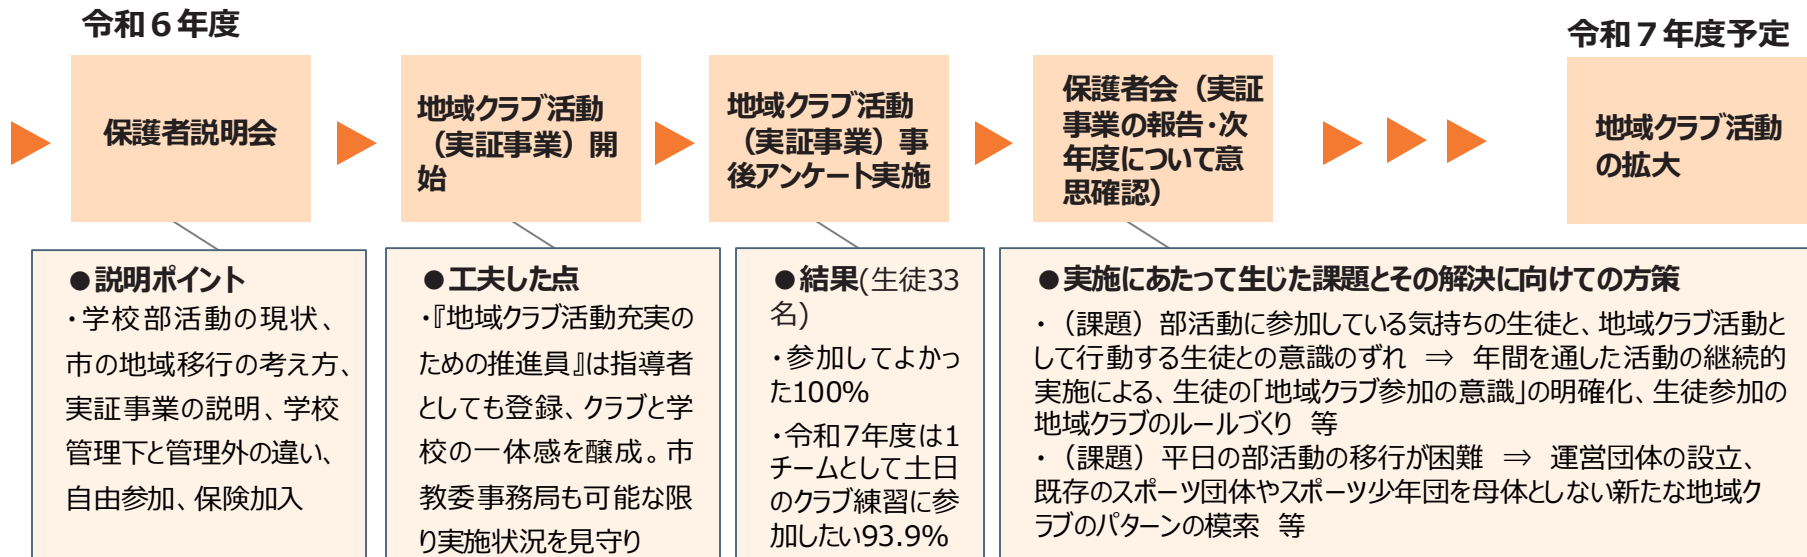 令和６年度
令和７年度予定
保護者説明会
地域クラブ活動
（実証事業）開
始
地域クラブ活動
（実証事業）事
後アンケート実施
保護者会（実証
事業の報告・次
年度について意
思確認）
地域クラブ活動
の拡大
●説明ポイント
・学校部活動の現状、
市の地域移行の考え方、
実証事業の説明、学校
管理下と管理外の違い、
自由参加、保険加入
●工夫した点
・『地域クラブ活動充実の
ための推進員』は指導者
としても登録、クラブと学
校の一体感を醸成。市
教委事務局も可能な限
り実施状況を見守り
●結果(生徒33
名)
・参加してよかっ
た100%
・令和７年度は1
チームとして土日
のクラブ練習に参
加したい93.9%
●実施にあたって生じた課題とその解決に向けての方策
・（課題）部活動に参加している気持ちの生徒と、地域クラブ活動と
して行動する生徒との意識のずれ ⇒ 年間を通した活動の継続的
実施による、生徒の「地域クラブ参加の意識」の明確化、生徒参加の
地域クラブのルールづくり 等
・（課題）平日の部活動の移行が困難 ⇒ 運営団体の設立、
既存のスポーツ団体やスポーツ少年団を母体としない新たな地域ク
ラブのパターンの模索 等